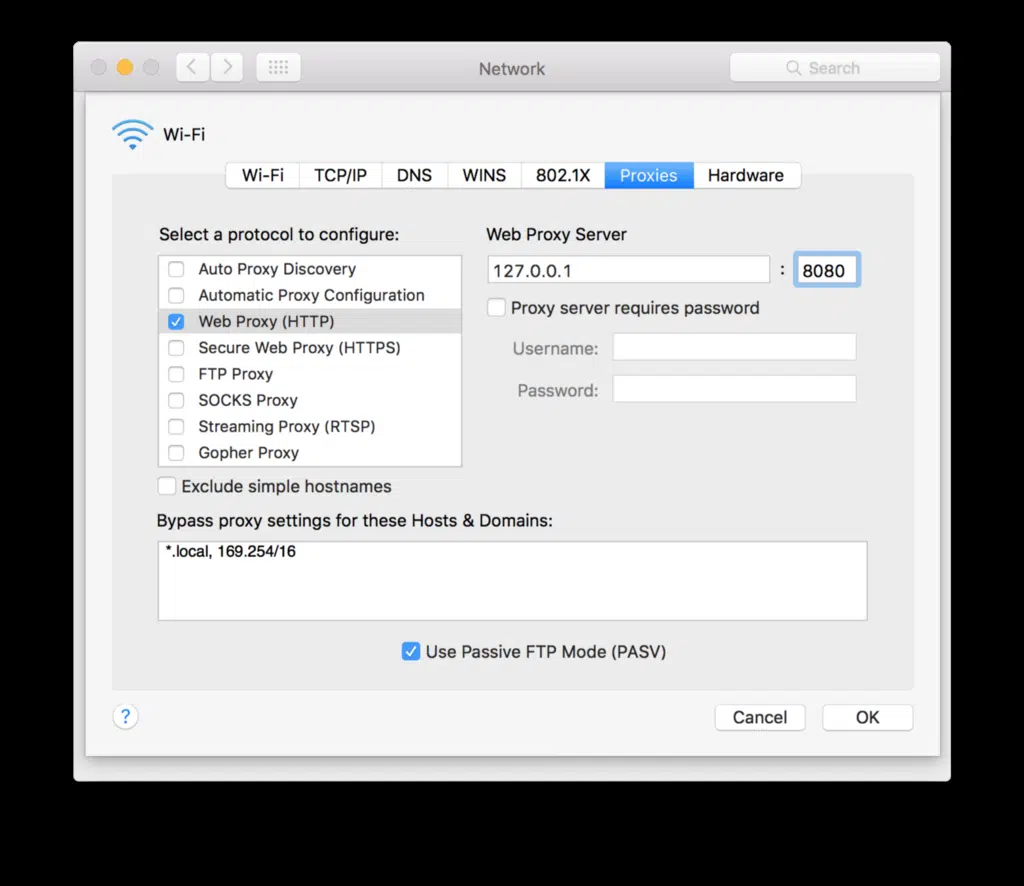 Network
Search
Wi-Fi
Wi-Fi TCP/IP DNS WINS 802.1X Proxies Hardware
Select a protocol to configure:
Auto Proxy Discovery
Automatic Proxy Configuration
Web Proxy (HTTP)
Secure Web Proxy (HTTPS)
FTP Proxy
SOCKS Proxy
Streaming Proxy (RTSP)
Gopher Proxy
Exclude simple hostnames
Web Proxy Server
127.0.0.1 : 8080
Proxy server requires password
Username:
Password:
Bypass proxy settings for these Hosts & Domains:
*.local, 169.254/16
Use Passive FTP Mode (PASV)
? Cancel OK